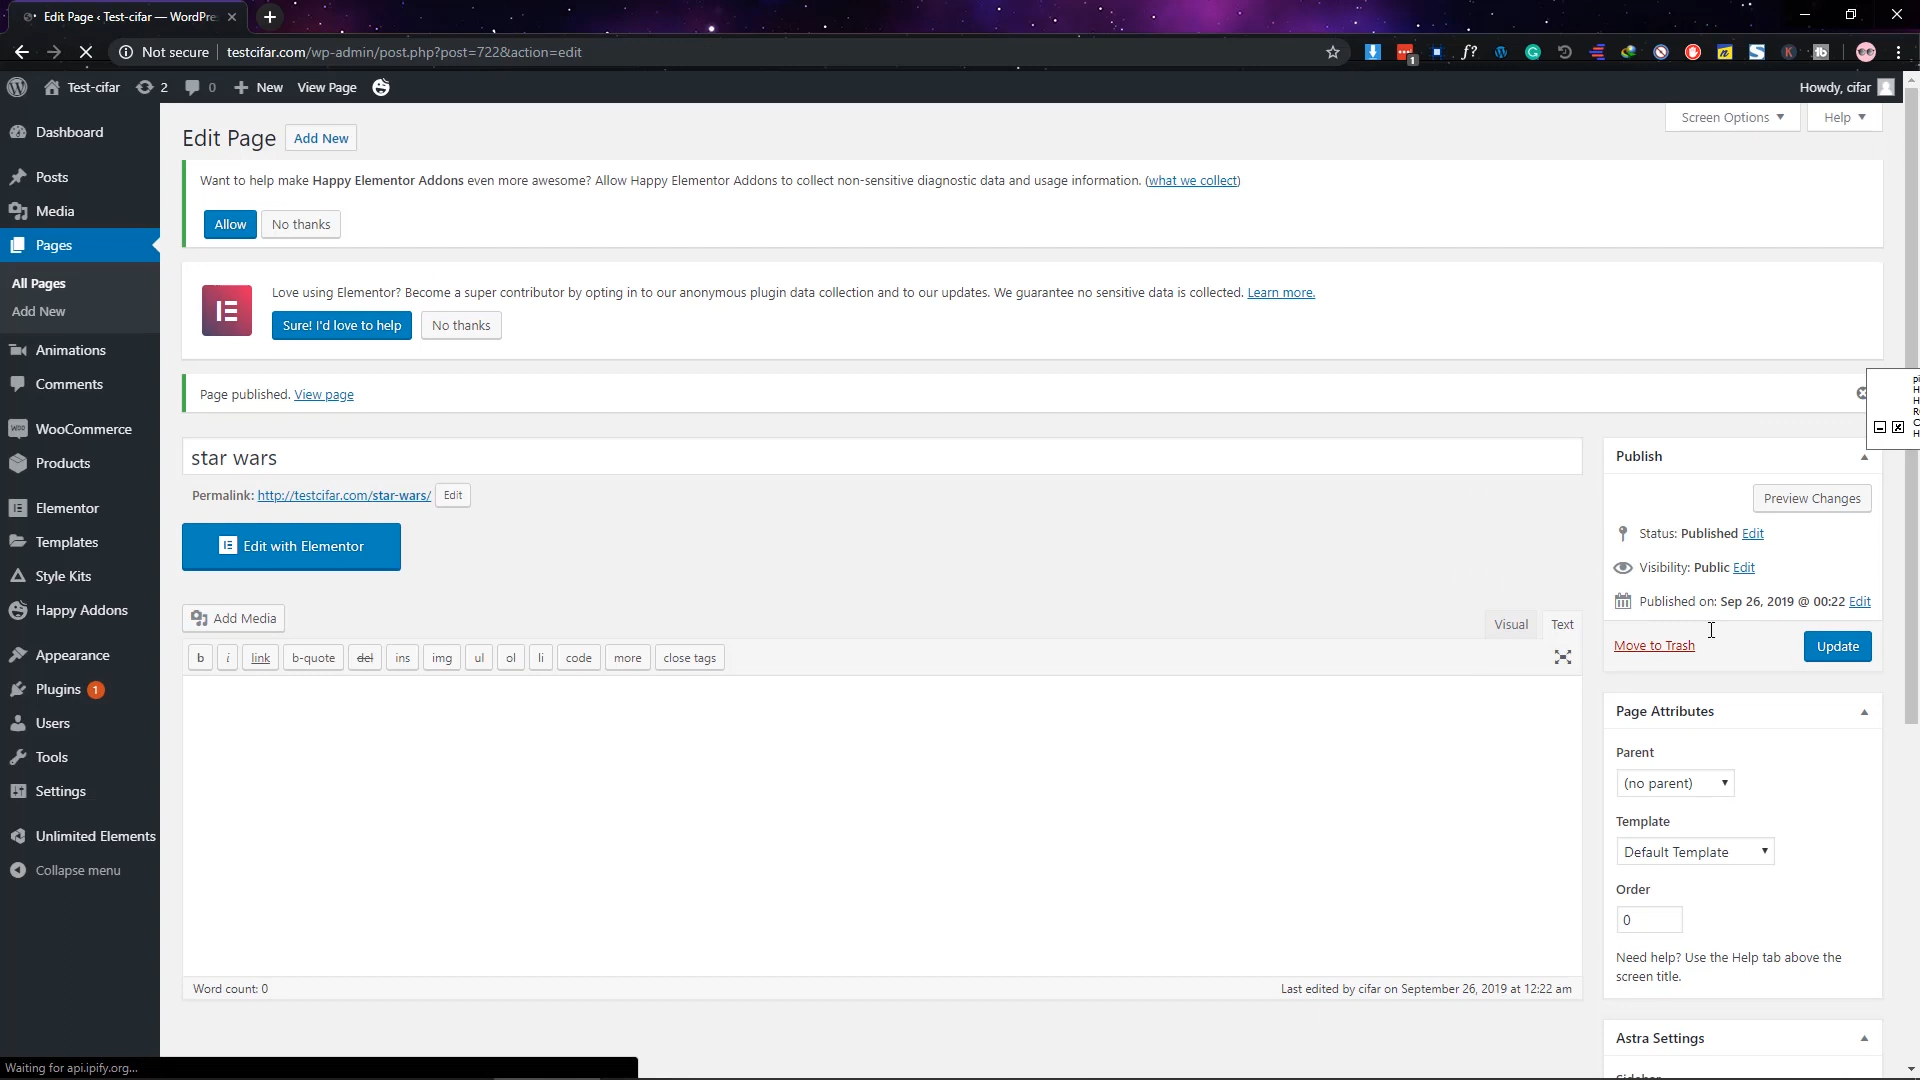 Edit Page ‹ Test-cifar — WordPre
Not secure
testcifar.com/wp-admin/post.php?post=722&action=edit
1
Test-cifar
2
0
New
View Page
Howdy, cifar
Dashboard
Posts
Media
Pages
All Pages
Add New
Animations
Comments
WooCommerce
Products
Elementor
Templates
Style Kits
Happy Addons
Appearance
Plugins 1
Users
Tools
Settings
Unlimited Elements
Collapse menu
Screen Options
Help
Edit Page
Add New
Want to help make Happy Elementor Addons even more awesome? Allow Happy Elementor Addons to collect non-sensitive diagnostic data and usage information. (what we collect)
Allow
No thanks
Love using Elementor? Become a super contributor by opting in to our anonymous plugin data collection and to our updates. We guarantee no sensitive data is collected. Learn more.
Sure! I'd love to help
No thanks
Page published. View page
star wars
Permalink: http://testcifar.com/star-wars/
Edit
Edit with Elementor
Add Media
Visual
Text
b
i
link
b-quote
del
ins
img
ul
ol
li
code
more
close tags
Word count: 0
Last edited by cifar on September 26, 2019 at 12:22 am
Publish
Preview Changes
Status: Published Edit
Visibility: Public Edit
Published on: Sep 26, 2019 @ 00:22 Edit
Move to Trash
Update
Page Attributes
Parent
(no parent)
Template
Default Template
Order
0
Need help? Use the Help tab above the
screen title.
Astra Settings
Waiting for api.ipify.org...